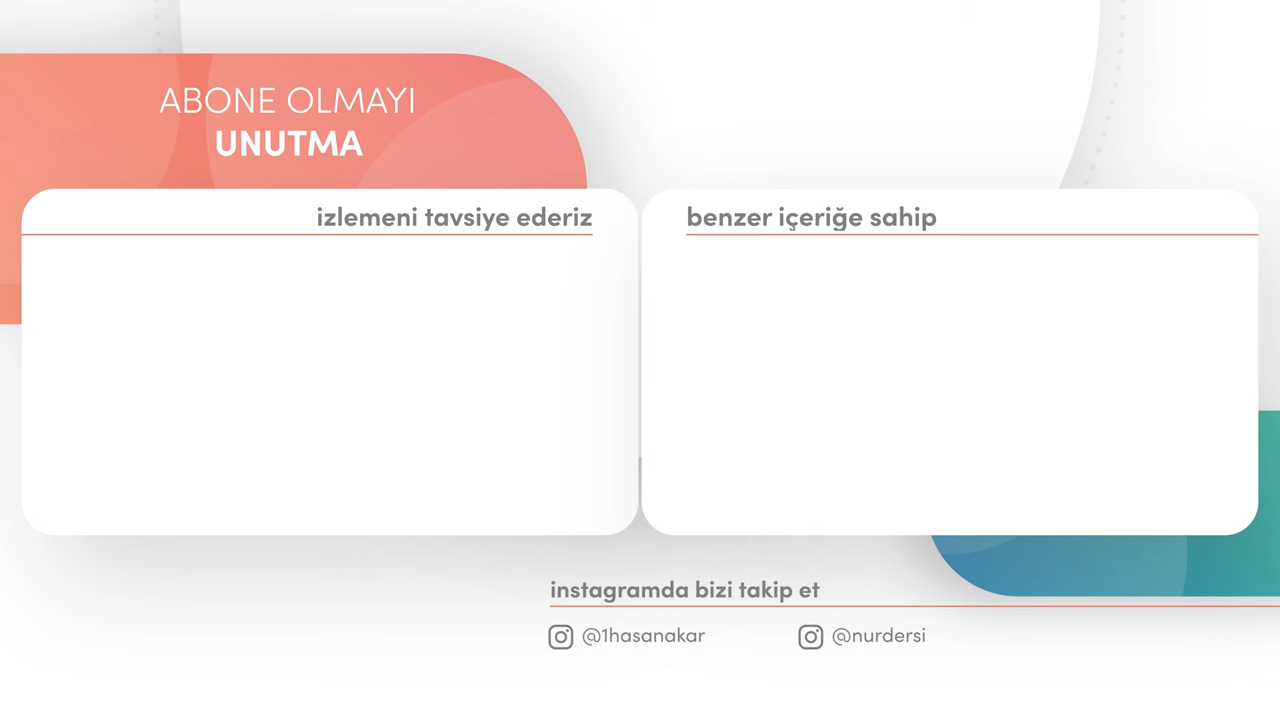 ABONE OLMAYI
UNUTMA
izlemeni tavsiye ederiz
benzer içeriğe sahip
instagramda bizi takip et
@1hasanakar
@nurdersi